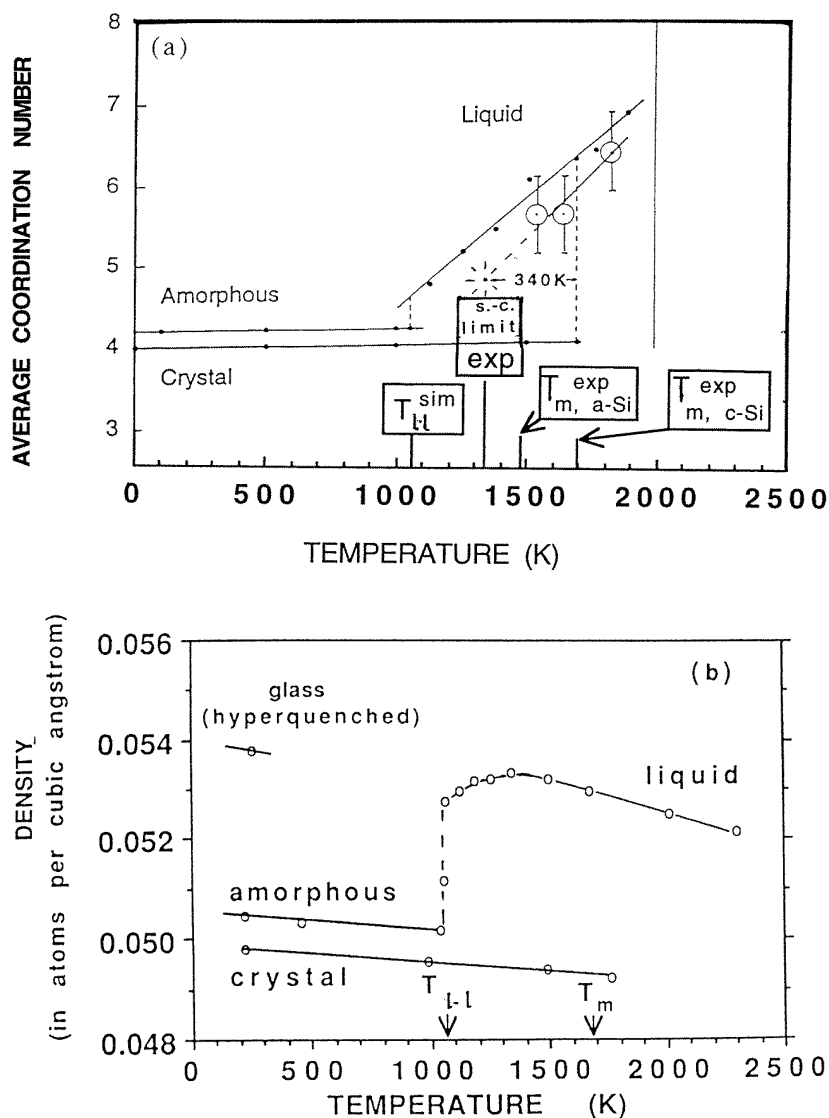 (a)
AVERAGE COORDINATION NUMBER
8
7
6
5
4
3
Liquid
Amorphous
Crystal
340K
s.-c.
limit
exp
T sim l-l
T exp m, a-Si
T exp m, c-Si
0 500 1000 1500 2000 2500
TEMPERATURE (K)
(b)
DENSITY
(in atoms per cubic angstrom)
0.056
0.054
0.052
0.050
0.048
glass
(hyperquenched)
liquid
amorphous
crystal
T l-l
T m
0 500 1000 1500 2000 2500
TEMPERATURE (K)